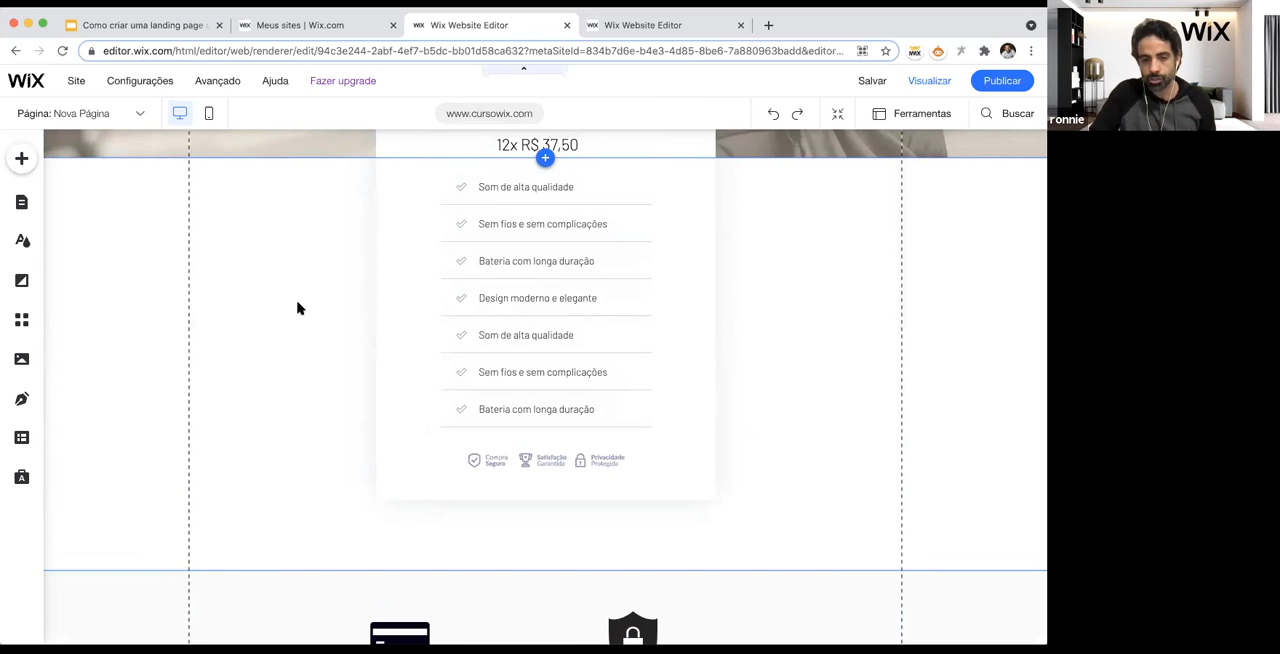 Como criar uma landing page
Meus sites | Wix.com
Wix Website Editor
Wix Website Editor
editor.wix.com/html/editor/web/renderer/edit/94c3e244-2abf-4ef7-b5dc-bb01d58ca632?metaSiteId=834b7d6e-b4e3-4d85-8be6-7a880963badd&editor...
WiX
Site
Configurações
Avançado
Ajuda
Fazer upgrade
Salvar
Visualizar
Publicar
Página: Nova Página
www.cursowix.com
Ferramentas
Buscar
WiX
ronnie
12x R$ 37,50
Som de alta qualidade
Sem fios e sem complicações
Bateria com longa duração
Design moderno e elegante
Som de alta qualidade
Sem fios e sem complicações
Bateria com longa duração
Compra
Segura
Satisfação
Garantida
Privacidade
Protegida